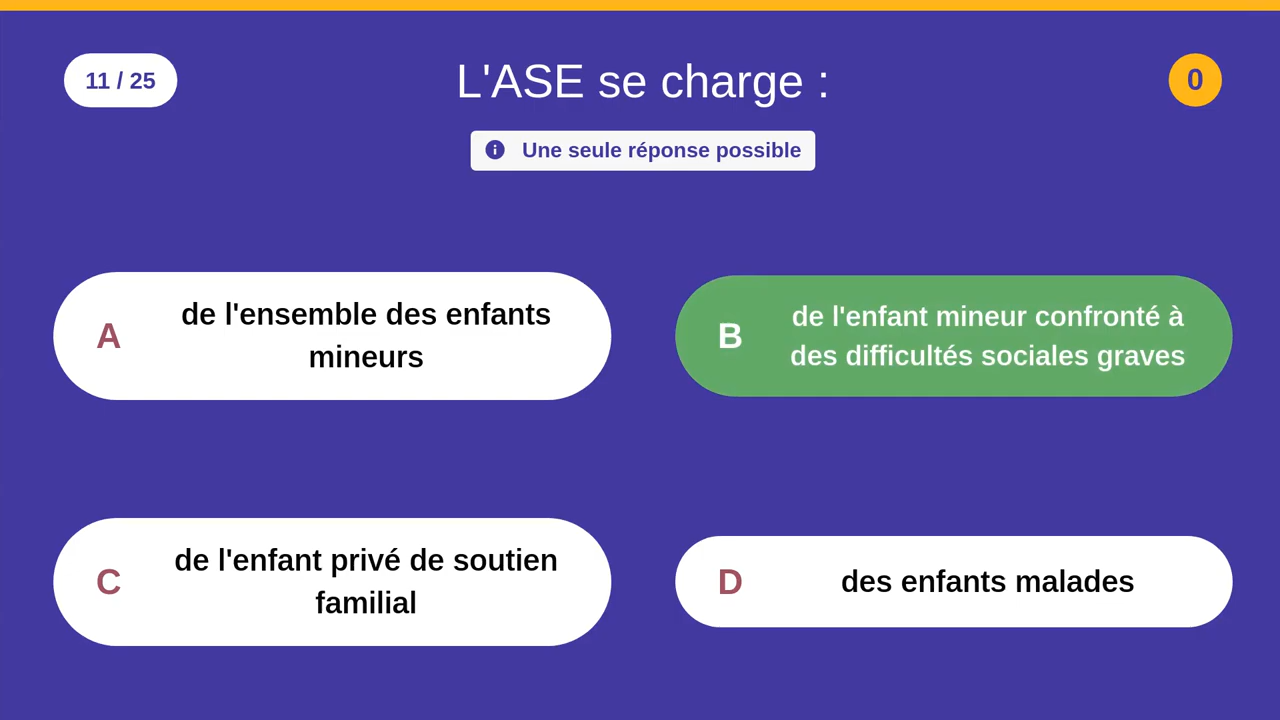 11 / 25
L'ASE se charge :
0
Une seule réponse possible
A
de l'ensemble des enfants
mineurs
B
de l'enfant mineur confronté à
des difficultés sociales graves
C
de l'enfant privé de soutien
familial
D
des enfants malades